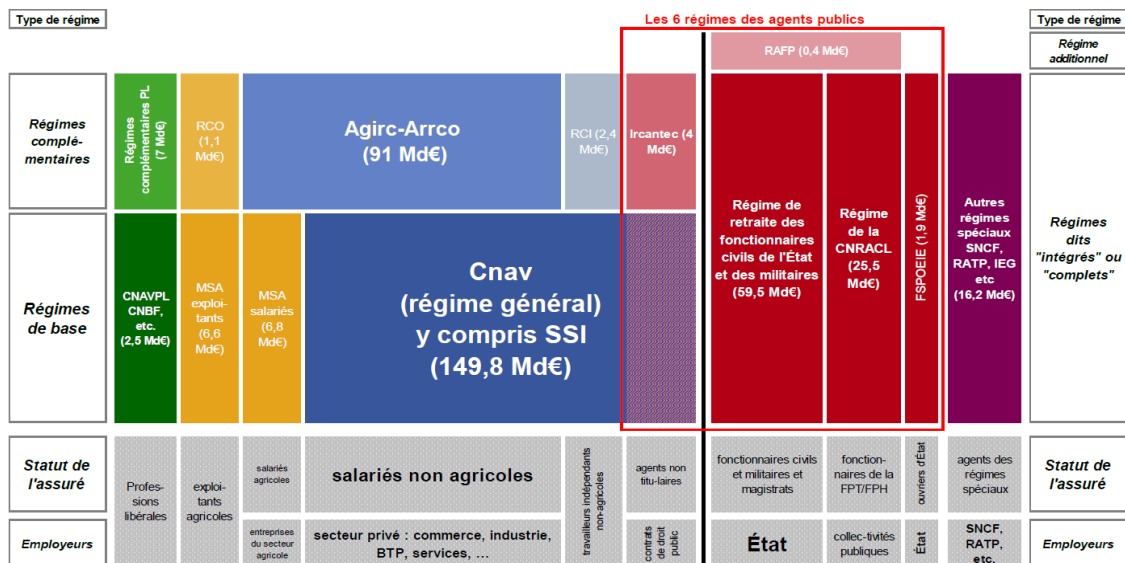 Type de régime
Les 6 régimes des agents publics
Type de régime
RAFP (0,4 Md€)
Régime
additionnel
Régimes
complé-
mentaires
Régimes
complémentaires PL
(7 Md€)
RCO
(1,1
Md€)
Agirc-Arrco
(91 Md€)
RCI (2,4
Md€)
Ircantec (4
Md€)
Régimes
de base
CNAVPL
CNBF,
etc.
(2,5 Md€)
MSA
exploi-
tants
(6,6
Md€)
MSA
salariés
(6,8
Md€)
Cnav
(régime général)
y compris SSI
(149,8 Md€)
Régime de
retraite des
fonctionnaires
civils de l'État
et des militaires
(59,5 Md€)
Régime
de la
CNRACL
(25,5
Md€)
FSPOEIE (1,9 Md€)
Autres
régimes
spéciaux
SNCF,
RATP, IEG
etc
(16,2 Md€)
Régimes
dits
"intégrés" ou
"complets"
Statut de
l'assuré
Profes-
sions
libérales
exploi-
tants
agricoles
salariés
agricoles
salariés non agricoles
travailleurs indépendants
non-agricoles
agents non
titu-laires
fonctionnaires civils
et militaires et
magistrats
fonction-
naires de la
FPT/FPH
ouvriers d'État
agents des
régimes
spéciaux
Statut de
l'assuré
Employeurs
entreprises
du secteur
agricole
secteur privé : commerce, industrie,
BTP, services, ...
contrats
de droit
public
État
collec-tivités
publiques
État
SNCF,
RATP,
etc.
Employeurs